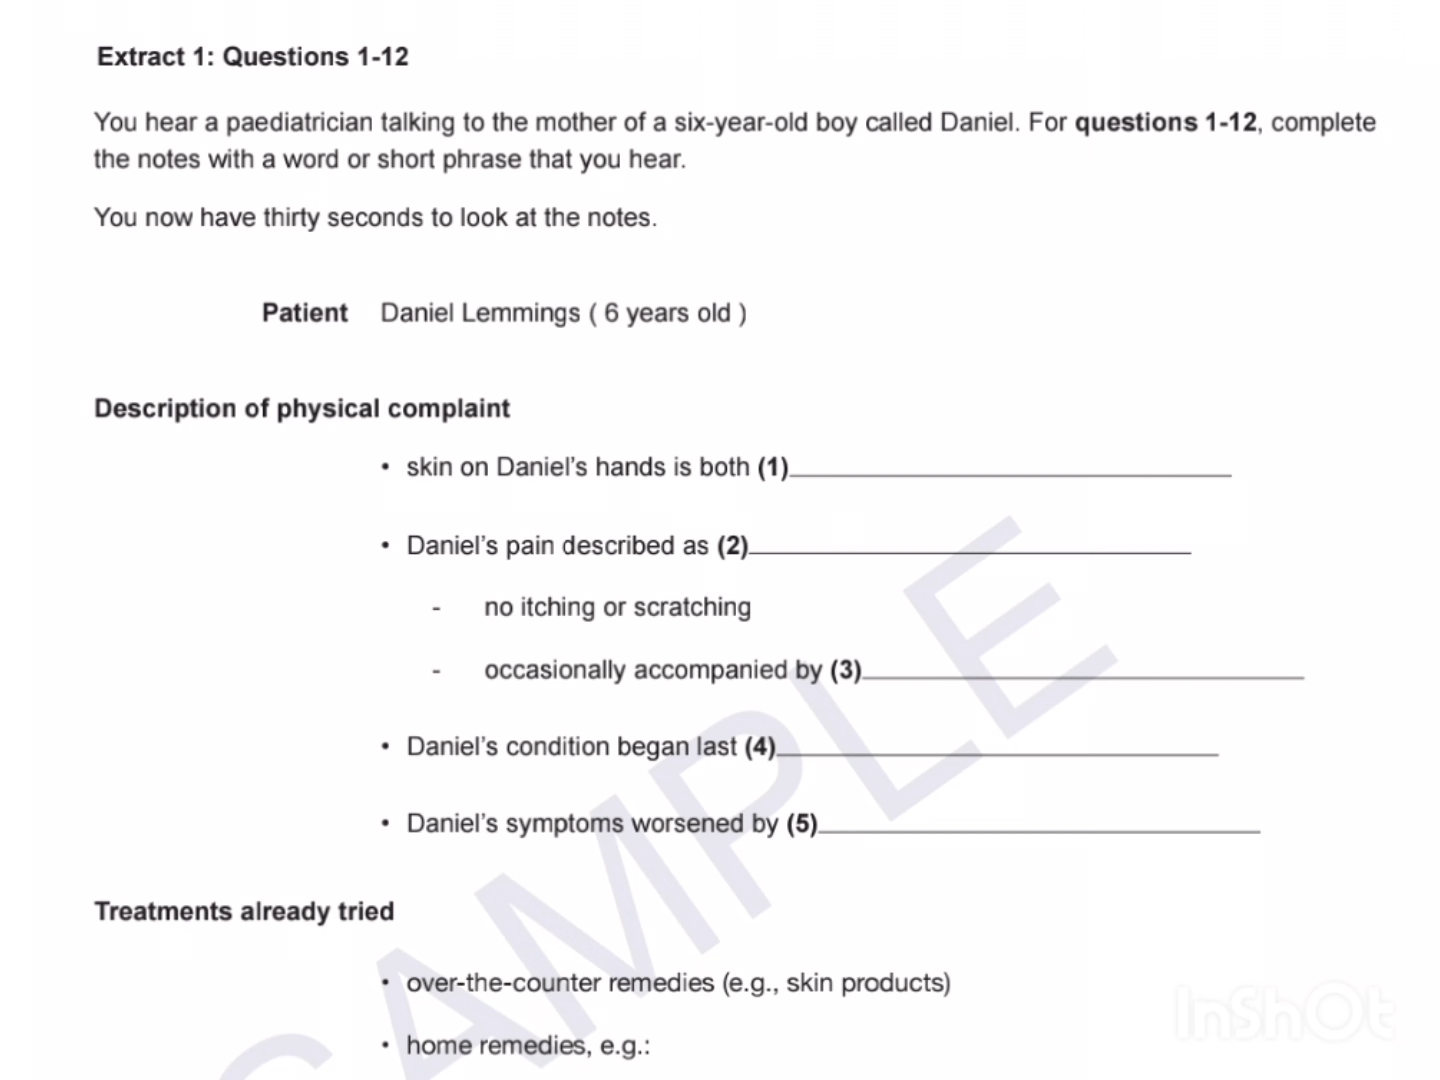 Extract 1: Questions 1-12
You hear a paediatrician talking to the mother of a six-year-old boy called Daniel. For questions 1-12, complete
the notes with a word or short phrase that you hear.
You now have thirty seconds to look at the notes.
Patient Daniel Lemmings ( 6 years old )
Description of physical complaint
• skin on Daniel's hands is both (1)
• Daniel's pain described as (2)
- no itching or scratching
- occasionally accompanied by (3)
• Daniel's condition began last (4)
• Daniel's symptoms worsened by (5)
Treatments already tried
• over-the-counter remedies (e.g., skin products)
• home remedies, e.g.:
SAMPLE
InShOt